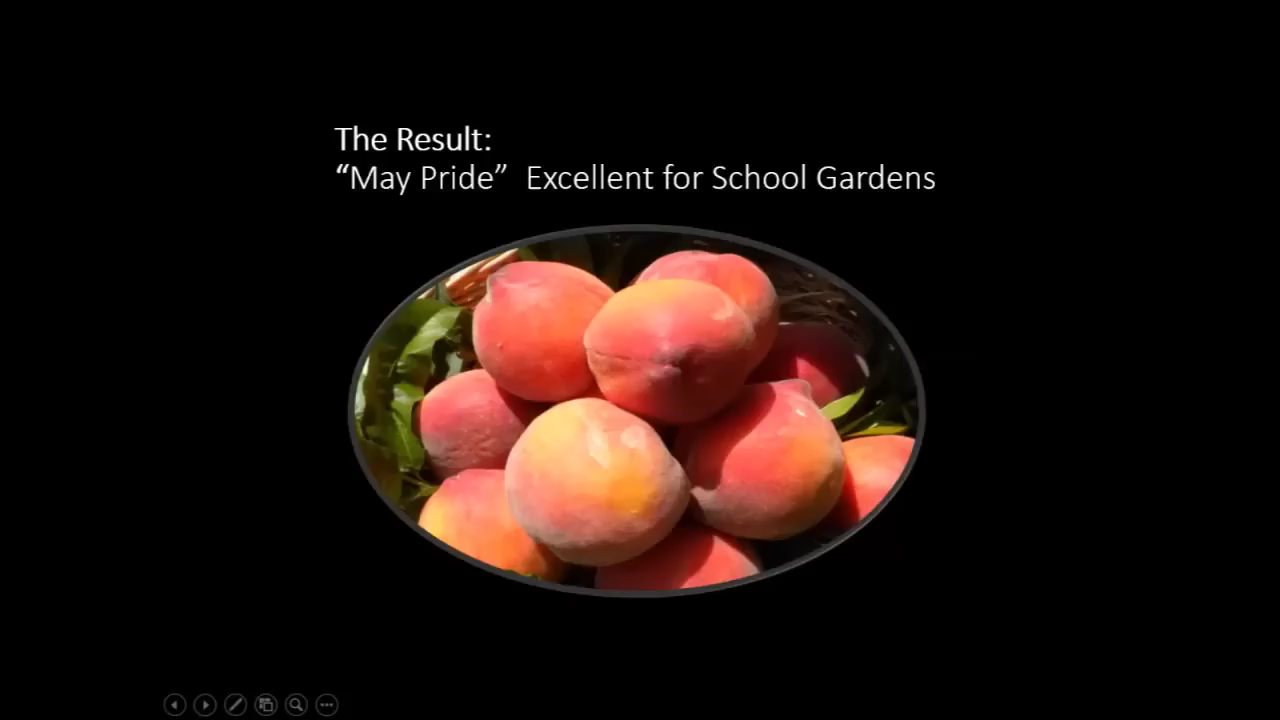 The Result:
“May Pride”  Excellent for School Gardens